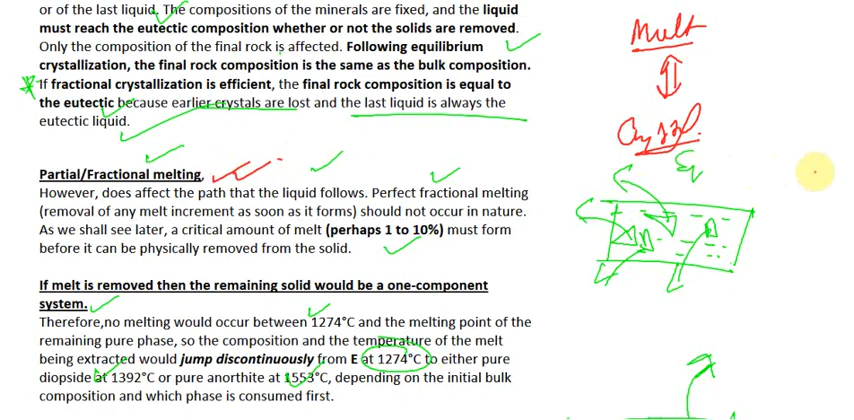 or of the last liquid. The compositions of the minerals are fixed, and the liquid
must reach the eutectic composition whether or not the solids are removed.
Only the composition of the final rock is affected. Following equilibrium
crystallization, the final rock composition is the same as the bulk composition.
If fractional crystallization is efficient, the final rock composition is equal to
the eutectic because earlier crystals are lost and the last liquid is always the
eutectic liquid.
Partial/Fractional melting,
However, does affect the path that the liquid follows. Perfect fractional melting
(removal of any melt increment as soon as it forms) should not occur in nature.
As we shall see later, a critical amount of melt (perhaps 1 to 10%) must form
before it can be physically removed from the solid.
If melt is removed then the remaining solid would be a one-component
system.
Therefore,no melting would occur between 1274°C and the melting point of the
remaining pure phase, so the composition and the temperature of the melt
being extracted would jump discontinuously from E at 1274°C to either pure
diopside at 1392°C or pure anorthite at 1553°C, depending on the initial bulk
composition and which phase is consumed first.
Melt